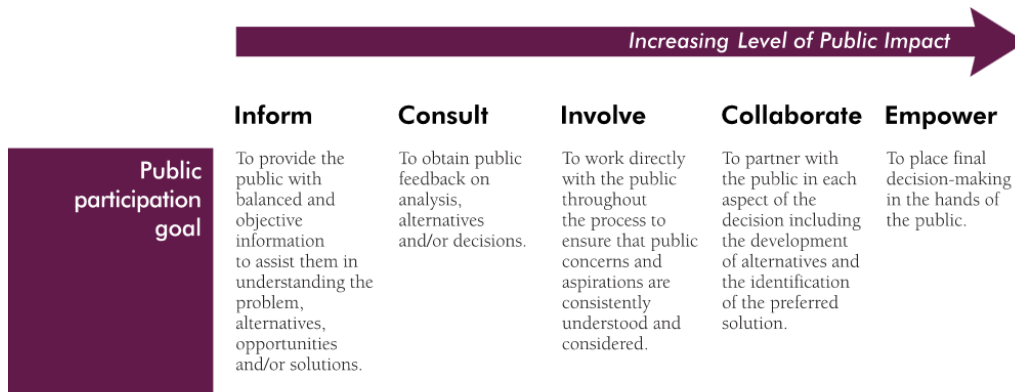 Increasing Level of Public Impact
Inform
Consult
Involve
Collaborate
Empower
Public
participation
goal
To provide the
public with
balanced and
objective
information
to assist them in
understanding the
problem,
alternatives,
opportunities
and/or solutions.
To obtain public
feedback on
analysis,
alternatives
and/or decisions.
To work directly
with the public
throughout
the process to
ensure that public
concerns and
aspirations are
consistently
understood and
considered.
To partner with
the public in each
aspect of the
decision including
the development
of alternatives and
the identification
of the preferred
solution.
To place final
decision-making
in the hands of
the public.